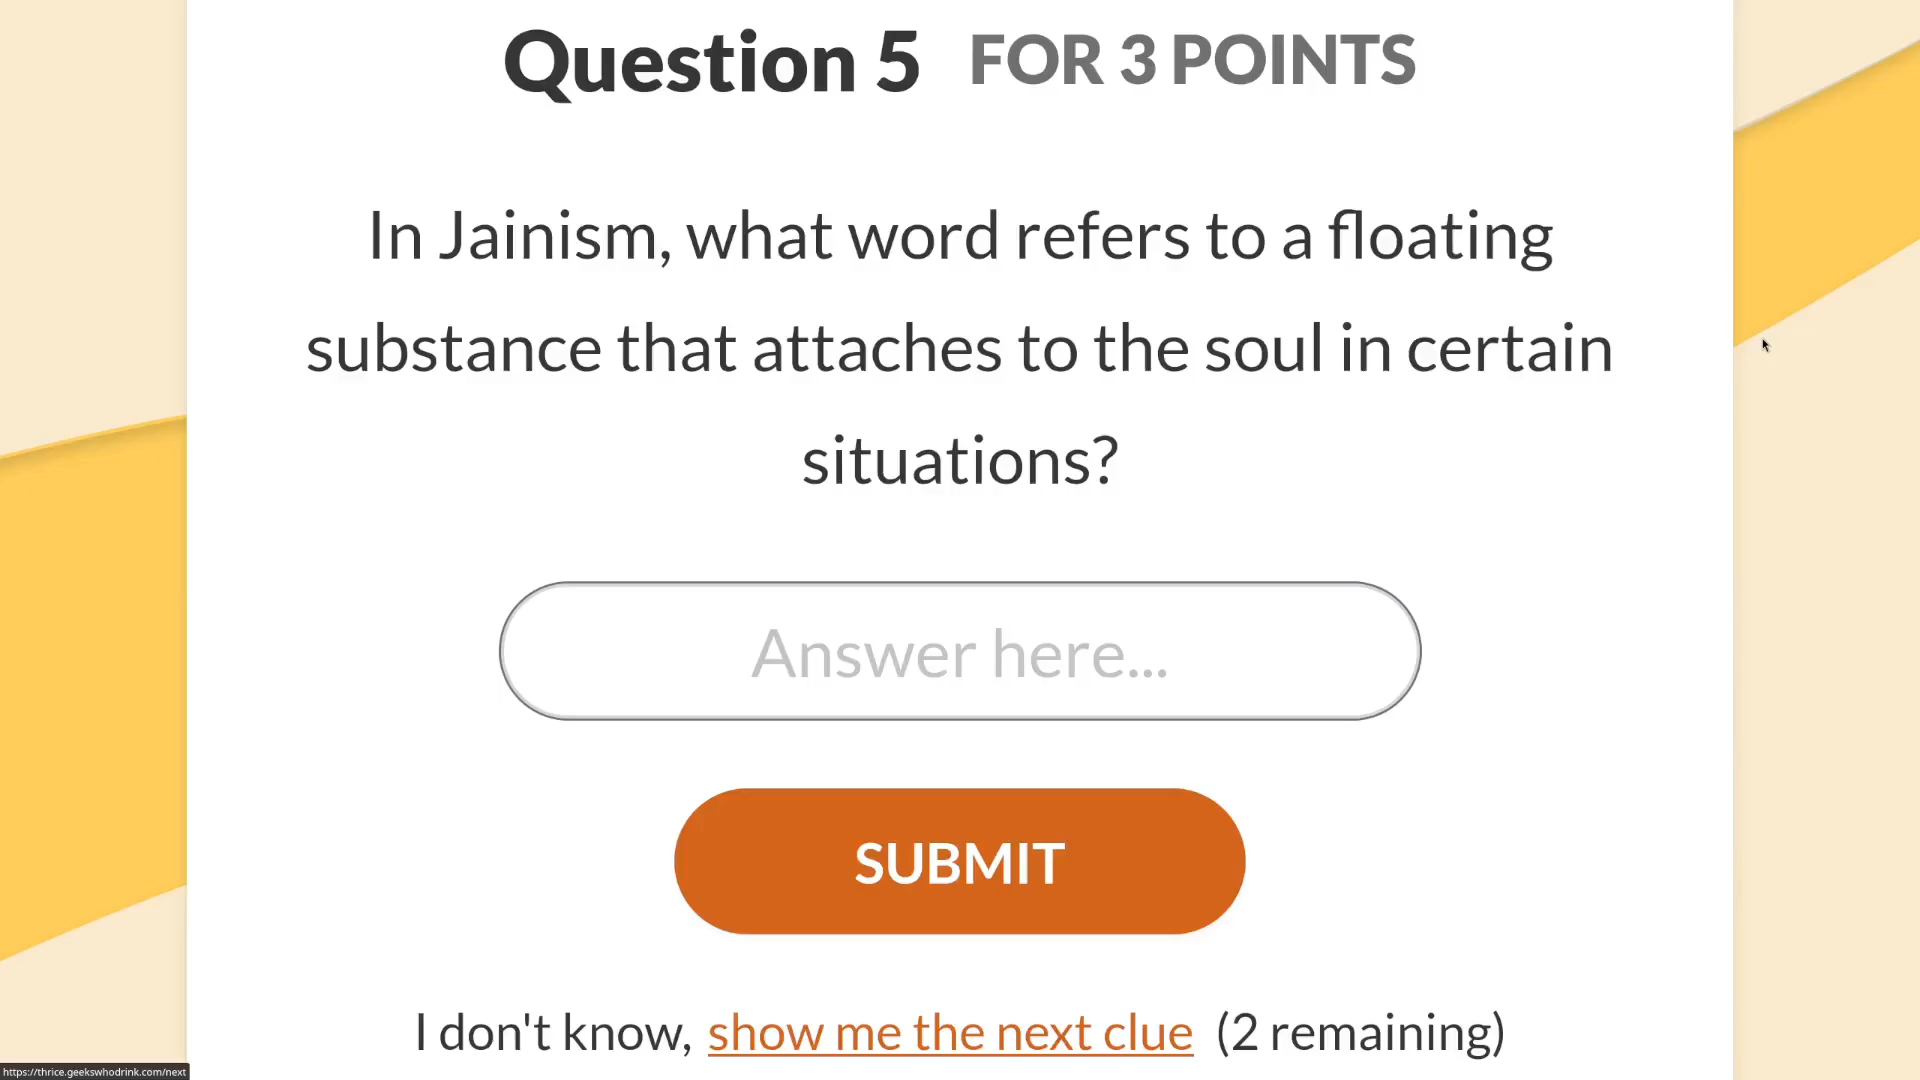 Question 5 FOR 3 POINTS
In Jainism, what word refers to a floating
substance that attaches to the soul in certain
situations?
Answer here...
SUBMIT
I don't know, show me the next clue (2 remaining)
https://thrice.geekswhodrink.com/next